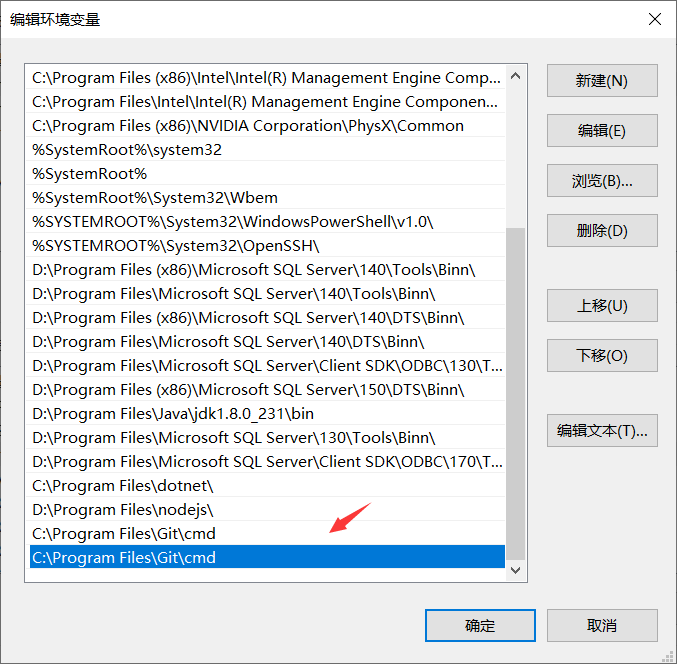 编辑环境变量
C:\Program Files (x86)\Intel\Intel(R) Management Engine Comp...
C:\Program Files\Intel\Intel(R) Management Engine Componen...
C:\Program Files (x86)\NVIDIA Corporation\PhysX\Common
%SystemRoot%\system32
%SystemRoot%
%SystemRoot%\System32\Wbem
%SYSTEMROOT%\System32\WindowsPowerShell\v1.0\
%SYSTEMROOT%\System32\OpenSSH\
D:\Program Files (x86)\Microsoft SQL Server\140\Tools\Binn\
D:\Program Files\Microsoft SQL Server\140\Tools\Binn\
D:\Program Files (x86)\Microsoft SQL Server\140\DTS\Binn\
D:\Program Files\Microsoft SQL Server\140\DTS\Binn\
D:\Program Files\Microsoft SQL Server\Client SDK\ODBC\130\T...
D:\Program Files (x86)\Microsoft SQL Server\150\DTS\Binn\
D:\Program Files\Java\jdk1.8.0_231\bin
D:\Program Files\Microsoft SQL Server\130\Tools\Binn\
D:\Program Files\Microsoft SQL Server\Client SDK\ODBC\170\T...
C:\Program Files\dotnet\
D:\Program Files\nodejs\
C:\Program Files\Git\cmd
C:\Program Files\Git\cmd
新建(N)
编辑(E)
浏览(B)...
删除(D)
上移(U)
下移(O)
编辑文本(T)...
确定
取消